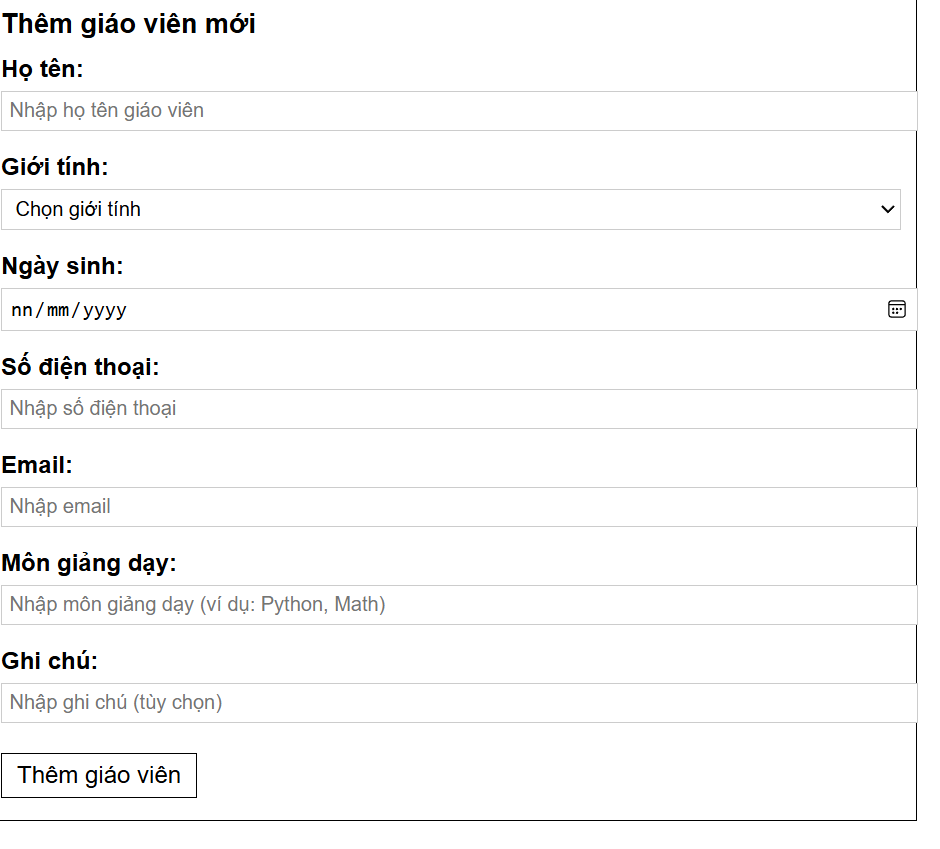 Thêm giáo viên mới
Họ tên:
Nhập họ tên giáo viên
Giới tính:
Chọn giới tính
Ngày sinh:
nn/mm/yyyy
Số điện thoại:
Nhập số điện thoại
Email:
Nhập email
Môn giảng dạy:
Nhập môn giảng dạy (ví dụ: Python, Math)
Ghi chú:
Nhập ghi chú (tùy chọn)
Thêm giáo viên